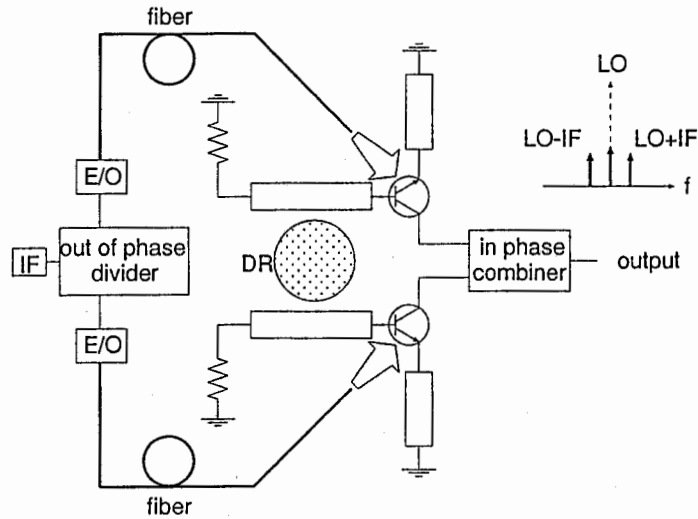 fiber
LO
LO-IF
LO+IF
f
E/O
out of phase
divider
IF
DR
in phase
combiner
output
E/O
fiber